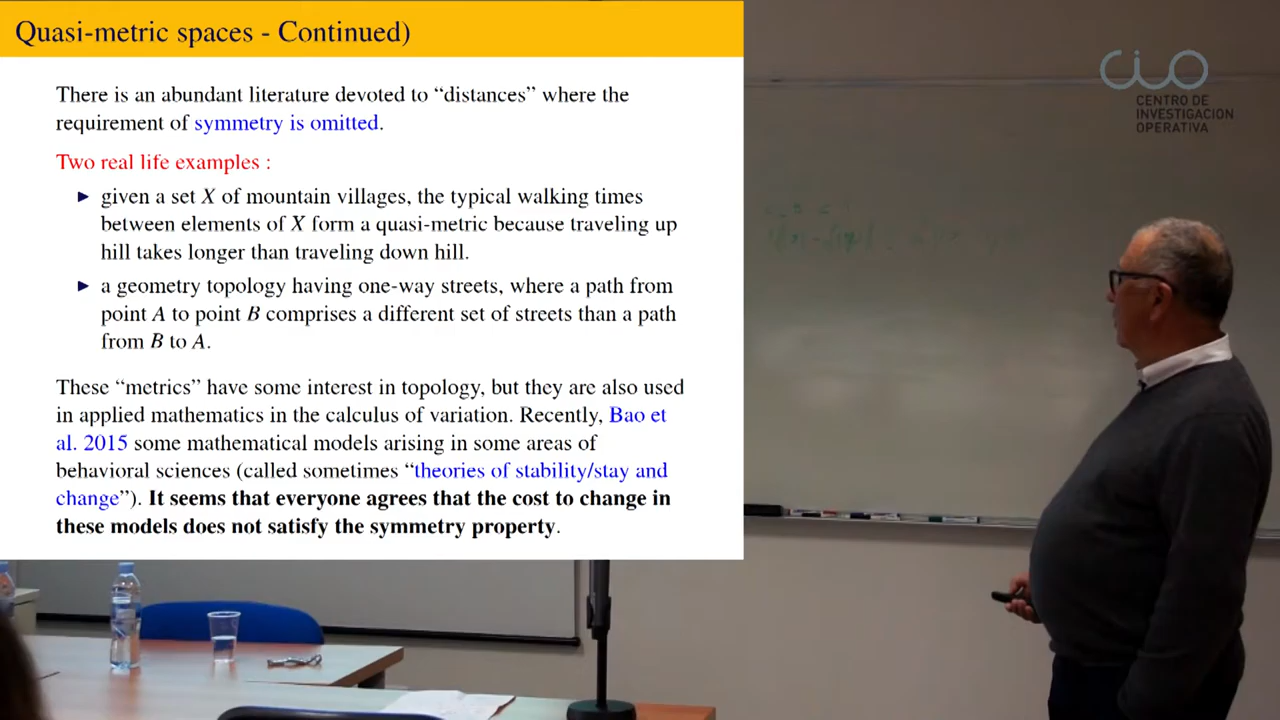 Quasi-metric spaces - Continued)
There is an abundant literature devoted to “distances” where the
requirement of symmetry is omitted.
Two real life examples :
given a set X of mountain villages, the typical walking times
between elements of X form a quasi-metric because traveling up
hill takes longer than traveling down hill.
a geometry topology having one-way streets, where a path from
point A to point B comprises a different set of streets than a path
from B to A.
These “metrics” have some interest in topology, but they are also used
in applied mathematics in the calculus of variation. Recently, Bao et
al. 2015 some mathematical models arising in some areas of
behavioral sciences (called sometimes “theories of stability/stay and
change”). It seems that everyone agrees that the cost to change in
these models does not satisfy the symmetry property.
CIO
CENTRO DE
INVESTIGACION
OPERATIVA